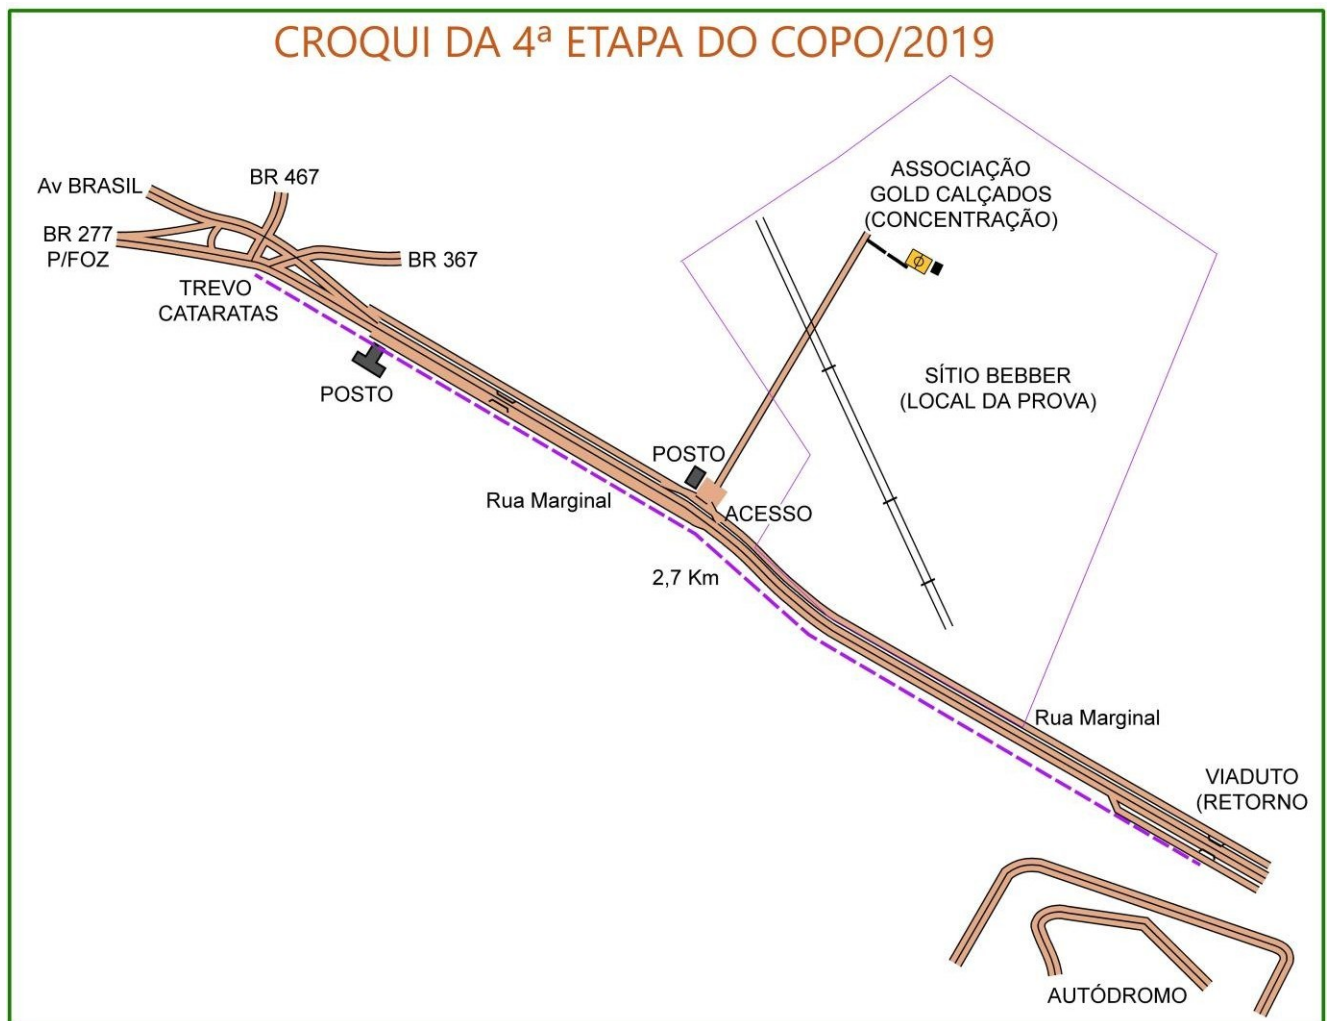 CROQUI DA 4ª ETAPA DO COPO/2019
ASSOCIAÇÃO
GOLD CALÇADOS
(CONCENTRAÇÃO)
Av BRASIL
BR 467
BR 277
P/FOZ
BR 367
TREVO
CATARATAS
POSTO
SÍTIO BEBBER
(LOCAL DA PROVA)
POSTO
Rua Marginal
ACESSO
2,7 Km
Rua Marginal
VIADUTO
(RETORNO
AUTÓDROMO